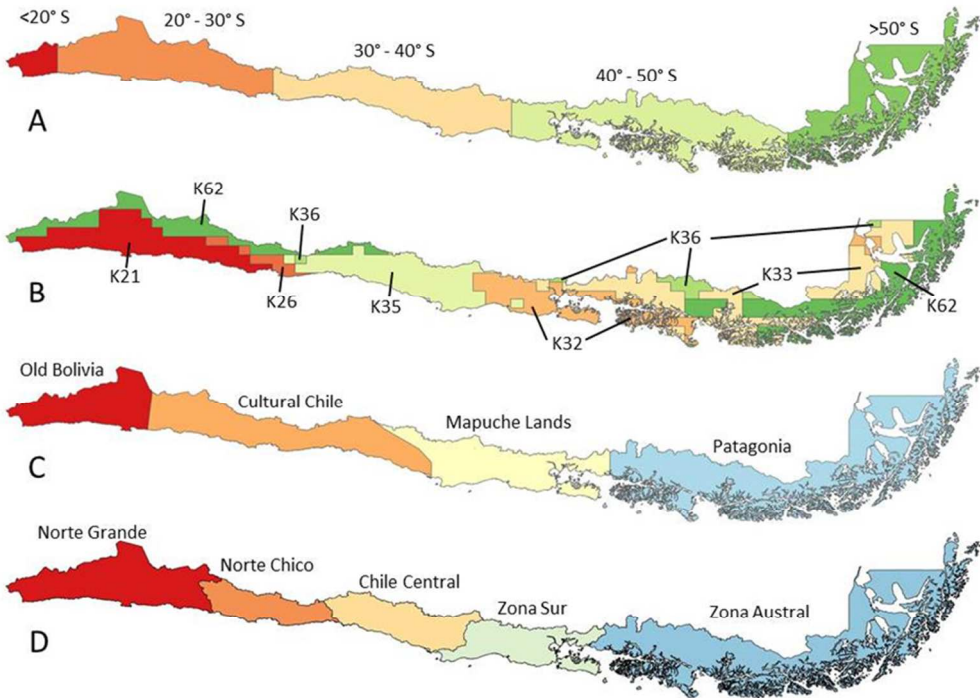 <20° S
20° - 30° S
30° - 40° S
40° - 50° S
>50° S
A
K62
K36
K36
K21
K26
K35
K33
K62
K32
B
Old Bolivia
Cultural Chile
Mapuche Lands
Patagonia
C
Norte Grande
Norte Chico
Chile Central
Zona Sur
Zona Austral
D